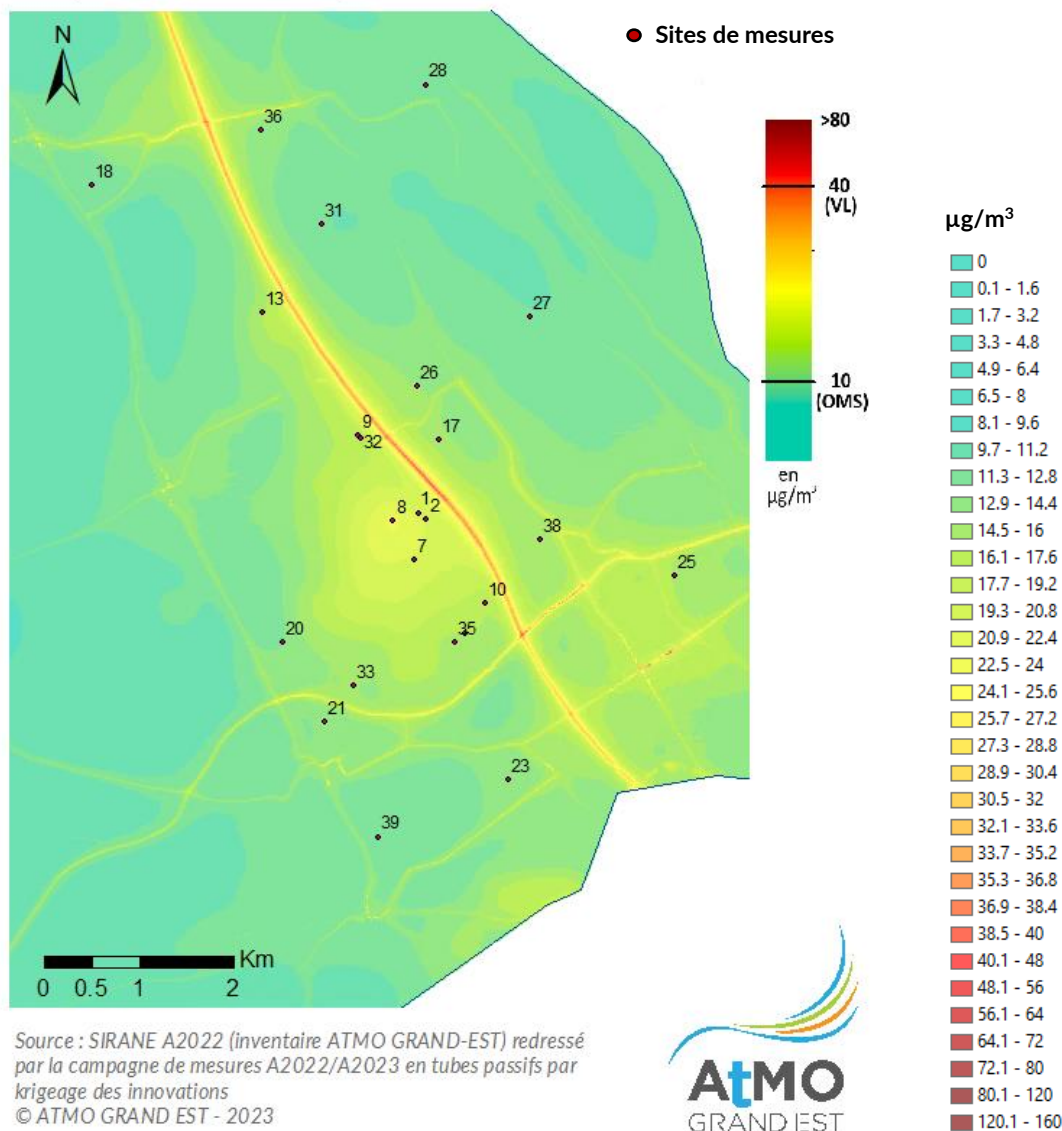 N
Sites de mesures
28
36
18
31
13
27
26
9
32
17
1
2
8
7
38
25
10
35
20
33
21
23
39
>80
40
(VL)
10
(OMS)
en
µg/m³
µg/m³
0
0.1 - 1.6
1.7 - 3.2
3.3 - 4.8
4.9 - 6.4
6.5 - 8
8.1 - 9.6
9.7 - 11.2
11.3 - 12.8
12.9 - 14.4
14.5 - 16
16.1 - 17.6
17.7 - 19.2
19.3 - 20.8
20.9 - 22.4
22.5 - 24
24.1 - 25.6
25.7 - 27.2
27.3 - 28.8
28.9 - 30.4
30.5 - 32
32.1 - 33.6
33.7 - 35.2
35.3 - 36.8
36.9 - 38.4
38.5 - 40
40.1 - 48
48.1 - 56
56.1 - 64
64.1 - 72
72.1 - 80
80.1 - 120
120.1 - 160
Km
0 0.5 1 2
Source : SIRANE A2022 (inventaire ATMO GRAND-EST) redressé
par la campagne de mesures A2022/A2023 en tubes passifs par
krigeage des innovations
© ATMO GRAND EST - 2023
AtMO
GRAND EST